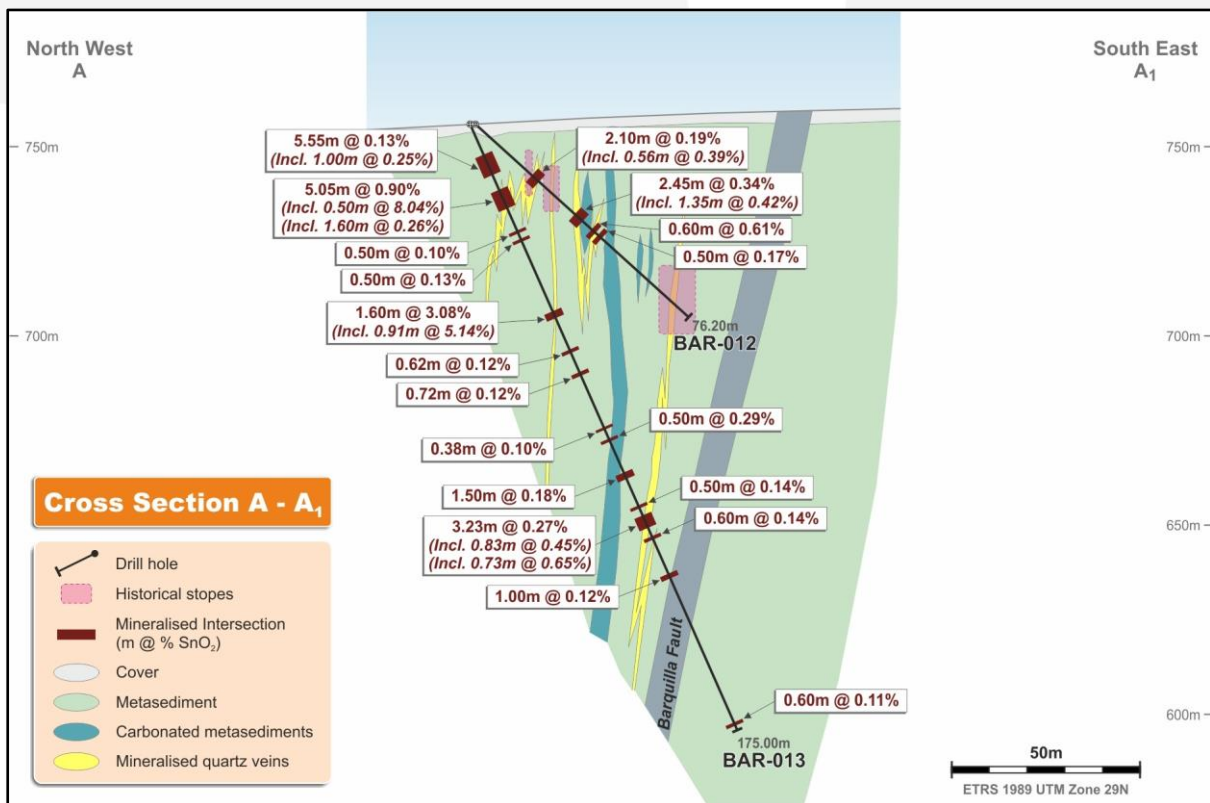 North West
A
South East
A₁
750m
750m
700m
700m
650m
650m
600m
600m
5.55m @ 0.13%
(Incl. 1.00m @ 0.25%)
5.05m @ 0.90%
(Incl. 0.50m @ 8.04%)
(Incl. 1.60m @ 0.26%)
0.50m @ 0.10%
0.50m @ 0.13%
1.60m @ 3.08%
(Incl. 0.91m @ 5.14%)
0.62m @ 0.12%
0.72m @ 0.12%
0.38m @ 0.10%
1.50m @ 0.18%
3.23m @ 0.27%
(Incl. 0.83m @ 0.45%)
(Incl. 0.73m @ 0.65%)
1.00m @ 0.12%
2.10m @ 0.19%
(Incl. 0.56m @ 0.39%)
2.45m @ 0.34%
(Incl. 1.35m @ 0.42%)
0.60m @ 0.61%
0.50m @ 0.17%
76.20m
BAR-012
0.50m @ 0.29%
0.50m @ 0.14%
0.60m @ 0.14%
0.60m @ 0.11%
Barquilla Fault
175.00m
BAR-013
Cross Section A - A₁
Drill hole
Historical stopes
Mineralised Intersection
(m @ % SnO₂)
Cover
Metasediment
Carbonated metasediments
Mineralised quartz veins
50m
ETRS 1989 UTM Zone 29N